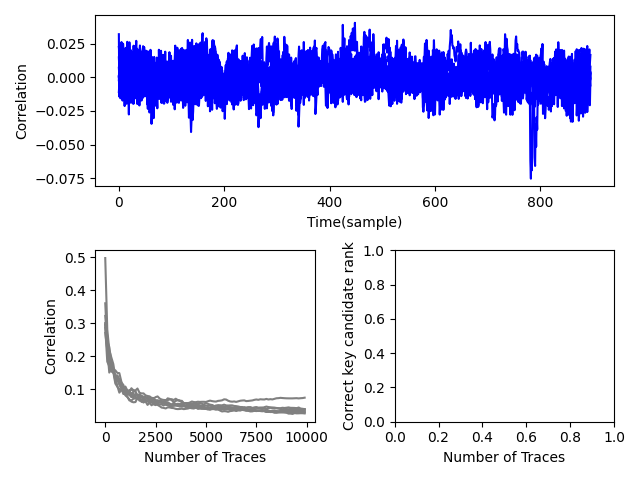 0.025
0.000
−0.025
−0.050
−0.075
Correlation
0 200 400 600 800
Time(sample)
0.5
0.4
0.3
0.2
0.1
Correlation
0 2500 5000 7500 10000
Number of Traces
1.0
0.8
0.6
0.4
0.2
0.0
Correct key candidate rank
0.0 0.2 0.4 0.6 0.8 1.0
Number of Traces